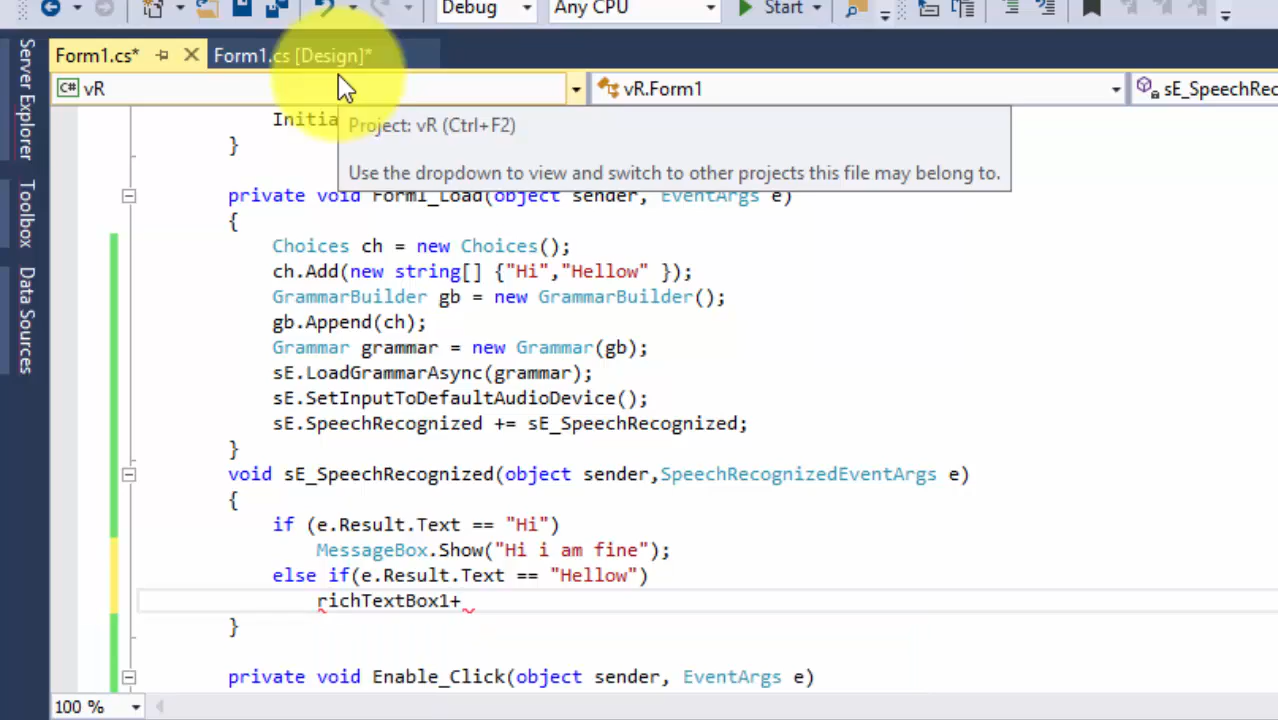 Debug Any CPU Start
Form1.cs* Form1.cs [Design]*
C# vR vR.Form1 sE_SpeechRec
Server Explorer
Toolbox
Data Sources
Initia
Project: vR (Ctrl+F2)
Use the dropdown to view and switch to other projects this file may belong to.
}
private void Form1_Load(object sender, EventArgs e)
{
Choices ch = new Choices();
ch.Add(new string[] {"Hi","Hellow" });
GrammarBuilder gb = new GrammarBuilder();
gb.Append(ch);
Grammar grammar = new Grammar(gb);
sE.LoadGrammarAsync(grammar);
sE.SetInputToDefaultAudioDevice();
sE.SpeechRecognized += sE_SpeechRecognized;
}
void sE_SpeechRecognized(object sender,SpeechRecognizedEventArgs e)
{
if (e.Result.Text == "Hi")
MessageBox.Show("Hi i am fine");
else if(e.Result.Text == "Hellow")
richTextBox1+
}
private void Enable_Click(object sender, EventArgs e)
100 %